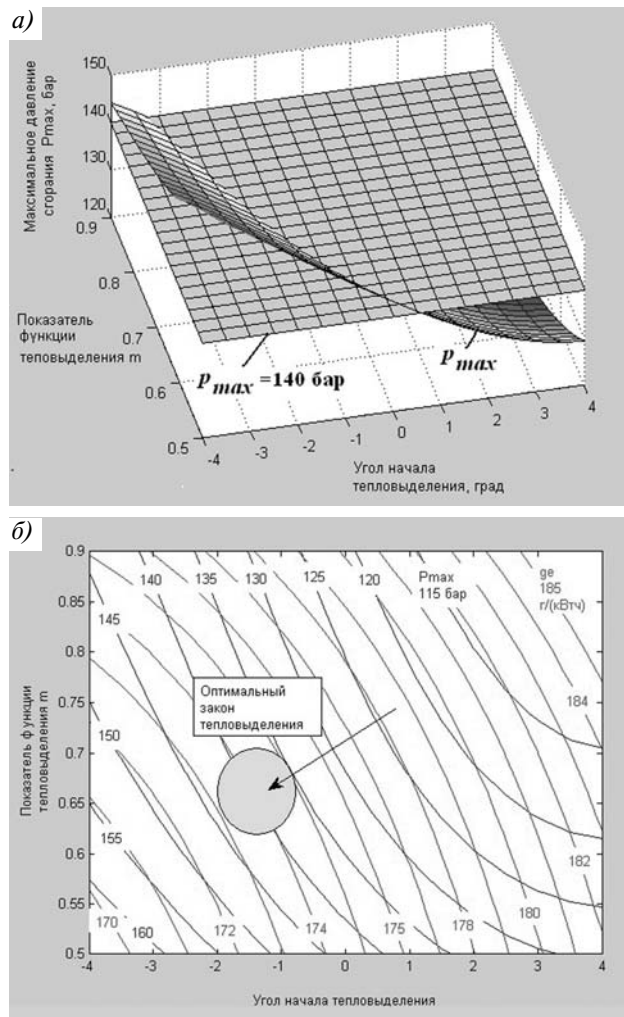 а)
Максимальное давление
сгорания Pmax, бар
150
140
130
120
0.9
0.8
0.7
0.6
0.5
Показатель
функции
теповыделения m
p max =140 бар
p max
-4
-3
-2
-1
0
1
2
3
4
Угол начала
тепловыделения, град
б)
Показатель функции
тепловыделения m
0.9
0.85
0.8
0.75
0.7
0.65
0.6
0.55
0.5
140
135
130
125
120
Pmax
115 бар
ge
185
г/(кВтч)
145
Оптимальный
закон
тепловыделения
184
150
155
182
170
160
172
174
175
178
180
-4
-3
-2
-1
0
1
2
3
4
Угол начала тепловыделения